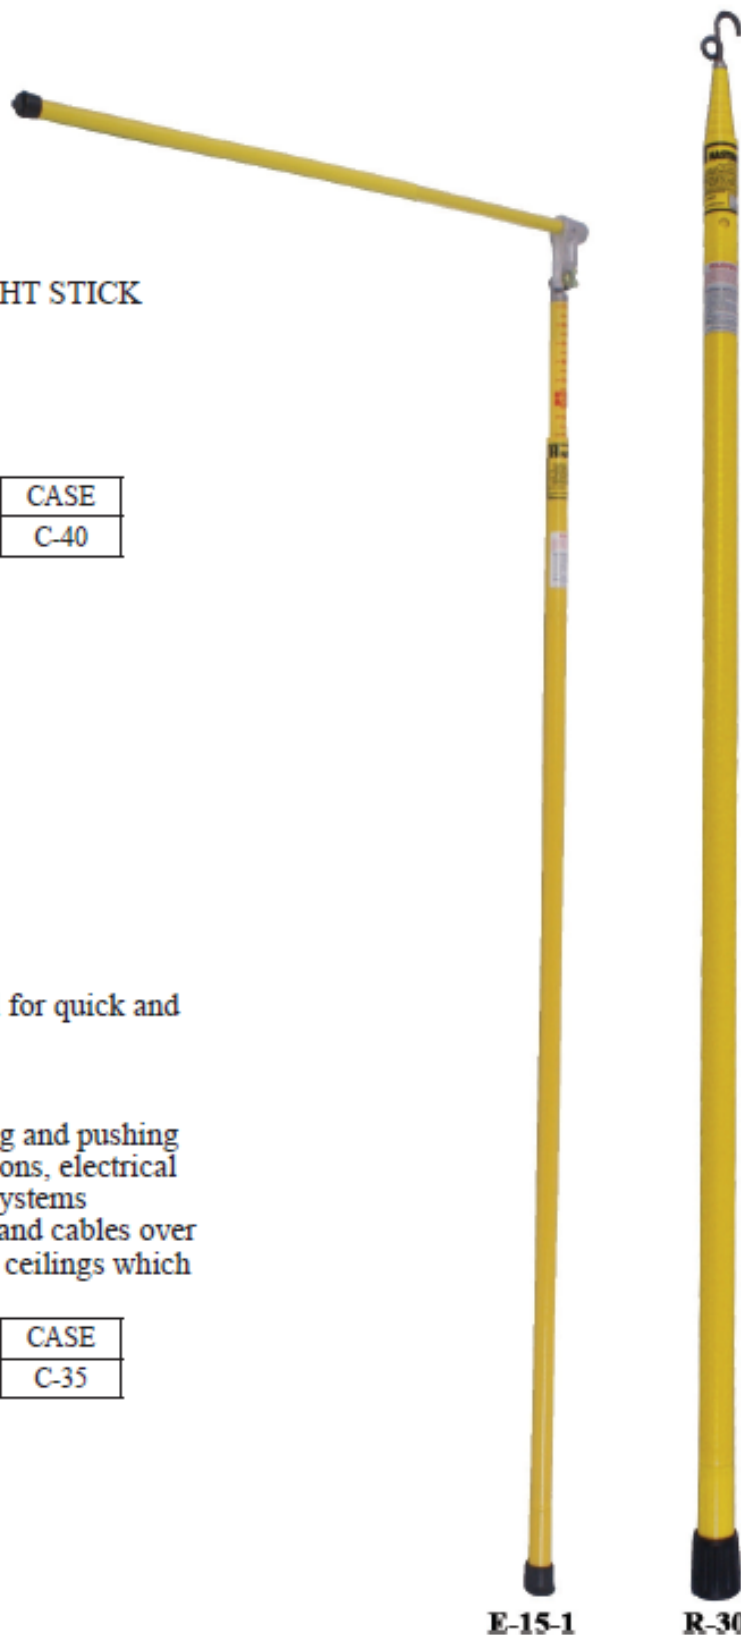 HT STICK
CASE
C-40
for quick and
g and pushing
ons, electrical
ystems
and cables over
ceilings which
CASE
C-35
E-15-1
R-30